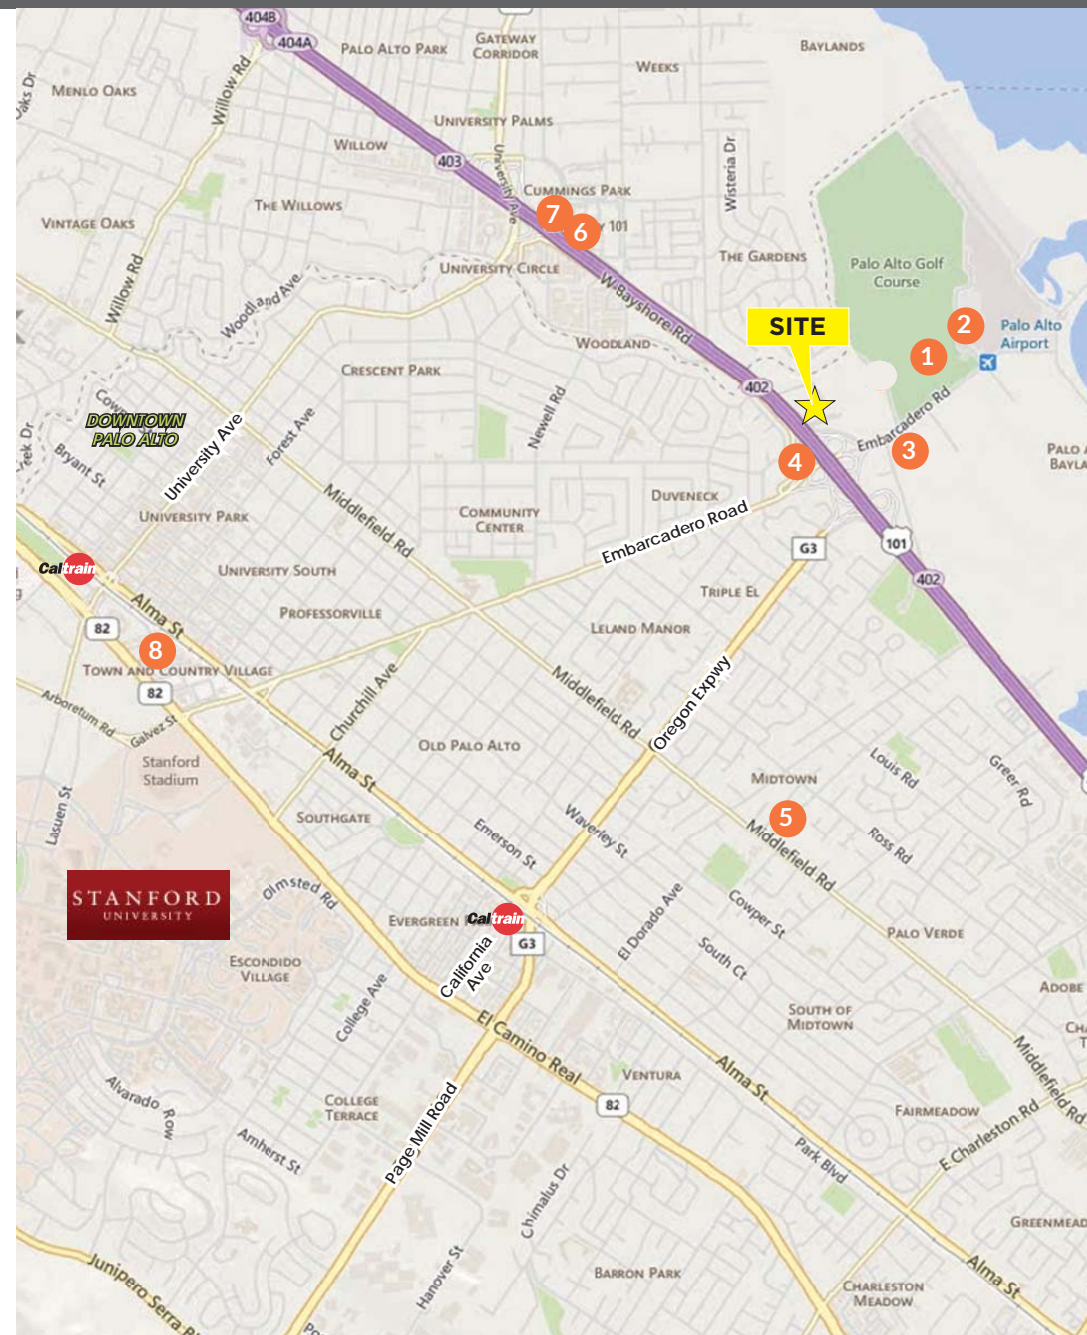 404B
404A
PALO ALTO PARK
GATEWAY
CORRIDOR
BAYLANDS
WEEKS
MENLO OAKS
Oaks Dr
Willow Rd
UNIVERSITY PALMS
WILLOW
403
University Ave
Wisteria Dr
CUMMINGS PARK
THE WILLOWS
7
6
101
VINTAGE OAKS
THE GARDENS
Palo Alto Golf
Course
UNIVERSITY CIRCLE
Willow Rd
Woodland Ave
W Bayshore Rd
SITE
2
Palo Alto
Airport
1
WOODLAND
CRESCENT PARK
402
Embarcadero Rd
DOWNTOWN
PALO ALTO
University Ave
Forest Ave
Newell Rd
3
4
PALO A
BAYLA
Bryant St
Middlefield Rd
DUVENECK
UNIVERSITY PARK
COMMUNITY
CENTER
Embarcadero Road
G3
101
Caltrain
UNIVERSITY SOUTH
402
TRIPLE EL
Alma St
PROFESSORVILLE
82
LELAND MANOR
8
TOWN AND COUNTRY VILLAGE
82
Arboretum Rd
Galvez St
Churchill Ave
Middlefield Rd
Oregon Expwy
Stanford
Stadium
OLD PALO ALTO
Alma St
MIDTOWN
Louis Rd
Greer Rd
Lasuen St
SOUTHGATE
5
Emerson St
Waverley St
Middlefield Rd
Ross Rd
STANFORD
UNIVERSITY
Olmsted Rd
EVERGREEN
Caltrain
G3
California
Ave
El Dorado Ave
Cowper St
South Ct
PALO VERDE
ESCONDIDO
VILLAGE
College Ave
ADOBE
SOUTH OF
MIDTOWN
El Camino Real
Alma St
Middlefield Rd
VENTURA
82
Alvarado Row
COLLEGE
TERRACE
Page Mill Road
FAIRMEADOW
E Charleston Rd
Amherst St
Park Blvd
Chimalus Dr
GREENMEAD
Hanover St
BARRON PARK
Alma St
Junipero Serra
CHARLESTON
MEADOW